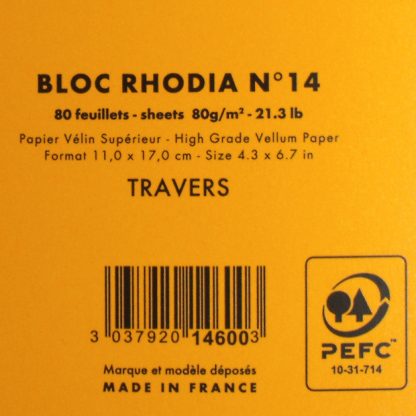 BLOC RHODIA N°14
80 feuillets - sheets 80g/m² - 21.3 lb
Papier Vélin Supérieur - High Grade Vellum Paper
Format 11,0 x 17,0 cm - Size 4.3 x 6.7 in
TRAVERS
3 037920 146003
PEFC™
10-31-714
Marque et modèle déposés
MADE IN FRANCE